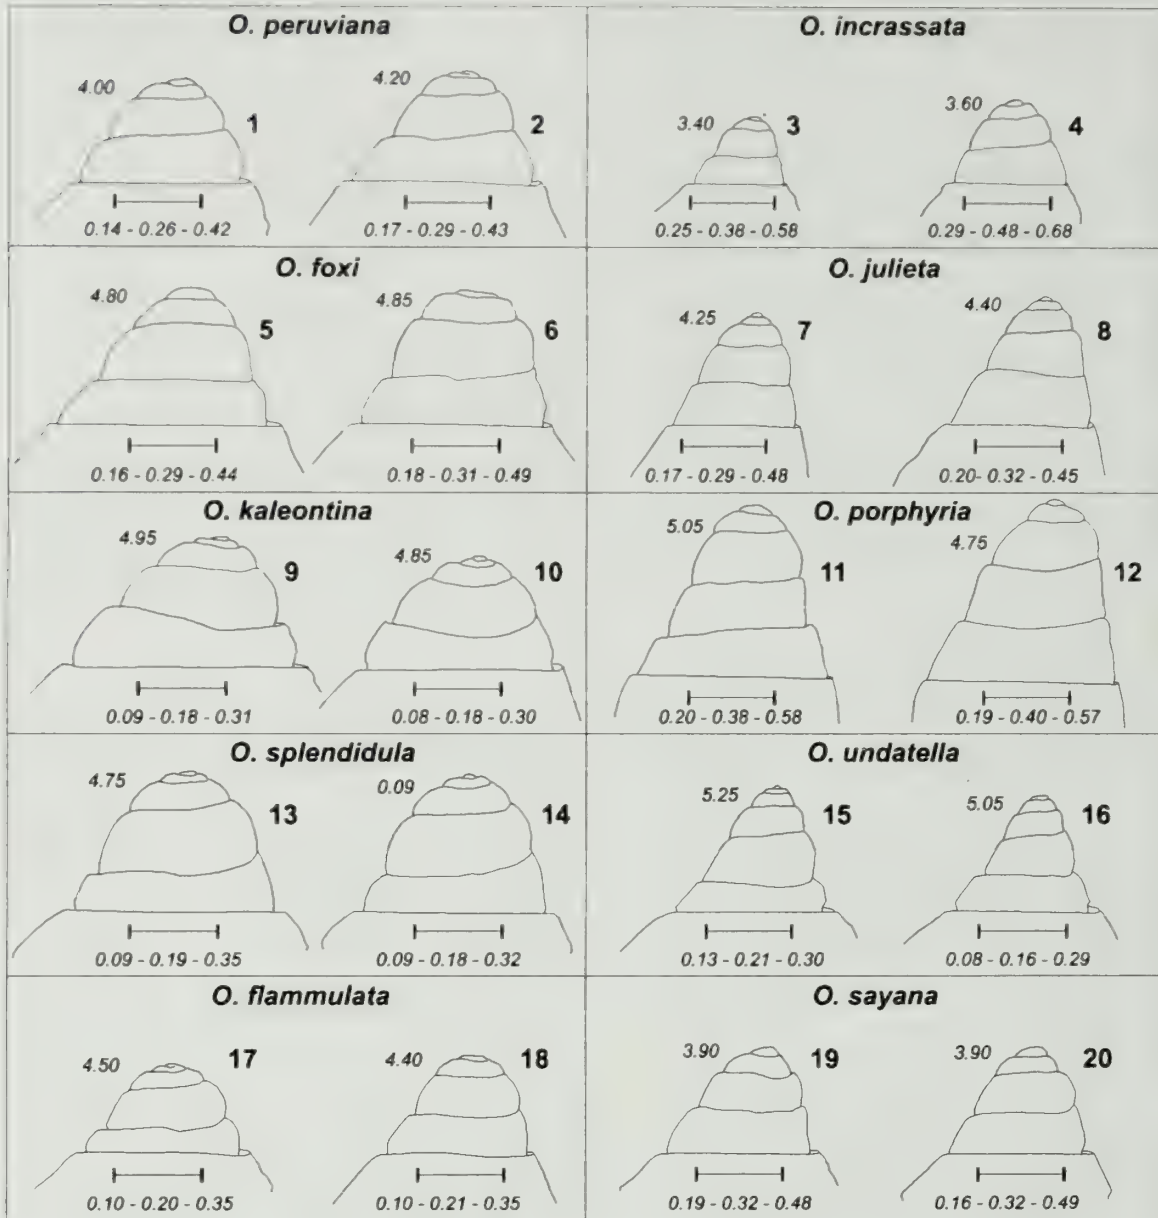 O. peruviana
4.00
1
4.20
2
0.14 - 0.26 - 0.42
0.17 - 0.29 - 0.43
O. incrassata
3.40
3
3.60
4
0.25 - 0.38 - 0.58
0.29 - 0.48 - 0.68
O. foxi
4.80
5
4.85
6
0.16 - 0.29 - 0.44
0.18 - 0.31 - 0.49
O. julieta
4.25
7
4.40
8
0.17 - 0.29 - 0.48
0.20- 0.32 - 0.45
O. kaleontina
4.95
9
4.85
10
0.09 - 0.18 - 0.31
0.08 - 0.18 - 0.30
O. porphyria
5.05
11
4.75
12
0.20 - 0.38 - 0.58
0.19 - 0.40 - 0.57
O. splendidula
4.75
13
0.09
14
0.09 - 0.19 - 0.35
0.09 - 0.18 - 0.32
O. undatella
5.25
15
5.05
16
0.13 - 0.21 - 0.30
0.08 - 0.16 - 0.29
O. flammulata
4.50
17
4.40
18
0.10 - 0.20 - 0.35
0.10 - 0.21 - 0.35
O. sayana
3.90
19
3.90
20
0.19 - 0.32 - 0.48
0.16 - 0.32 - 0.49